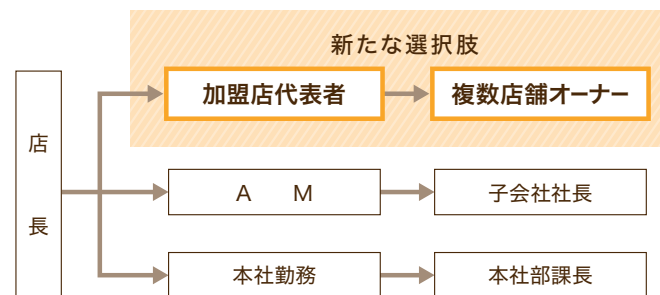 新たな選択肢
加盟店代表者
複数店舗オーナー
店長
A M
子会社社長
本社勤務
本社部課長